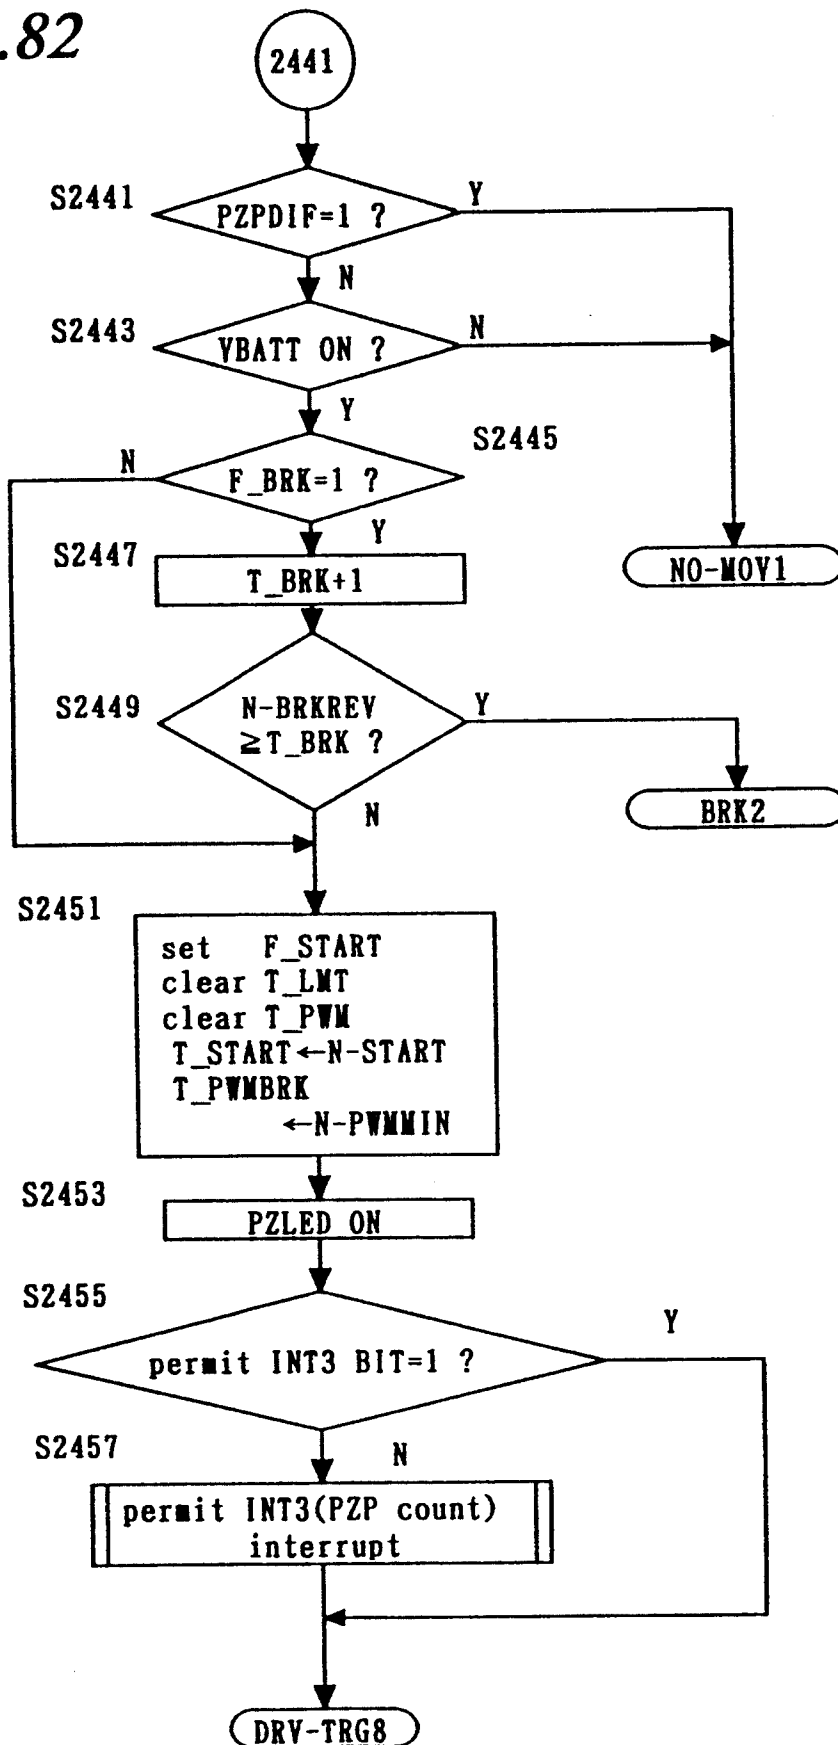 .82
2441
S2441
PZPDIF=1 ?
Y
N
S2443
VBATT ON ?
N
Y
S2445
N
F_BRK=1 ?
Y
S2447
T_BRK+1
NO-MOV1
S2449
N-BRKREV
≧T_BRK ?
Y
N
BRK2
S2451
set F_START
clear T_LMT
clear T_PWM
T_START←N-START
T_PWMBRK
←N-PWMMIN
S2453
PZLED ON
S2455
permit INT3 BIT=1 ?
Y
N
S2457
permit INT3(PZP count)
interrupt
DRV-TRG8